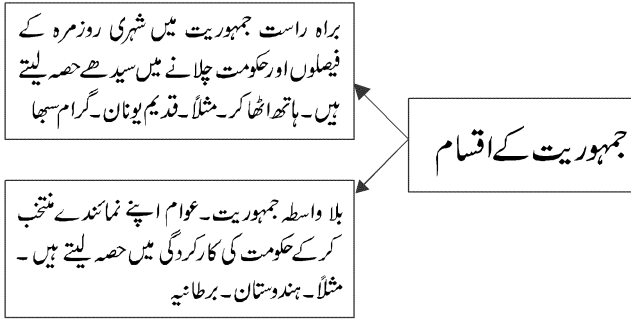 جمہوریت کے اقسام
براہ راست جمہوریت میں شہری روزمرہ کے
فیصلوں اور حکومت چلانے میں سیدھے حصہ لیتے
ہیں۔ ہاتھ اٹھا کر۔ مثلاً۔ قدیم یونان۔ گرام سبھا
بلا واسطہ جمہوریت۔ عوام اپنے نمائندے منتخب
کر کے حکومت کی کارکردگی میں حصہ لیتے ہیں۔
مثلاً۔ ہندوستان۔ برطانیہ